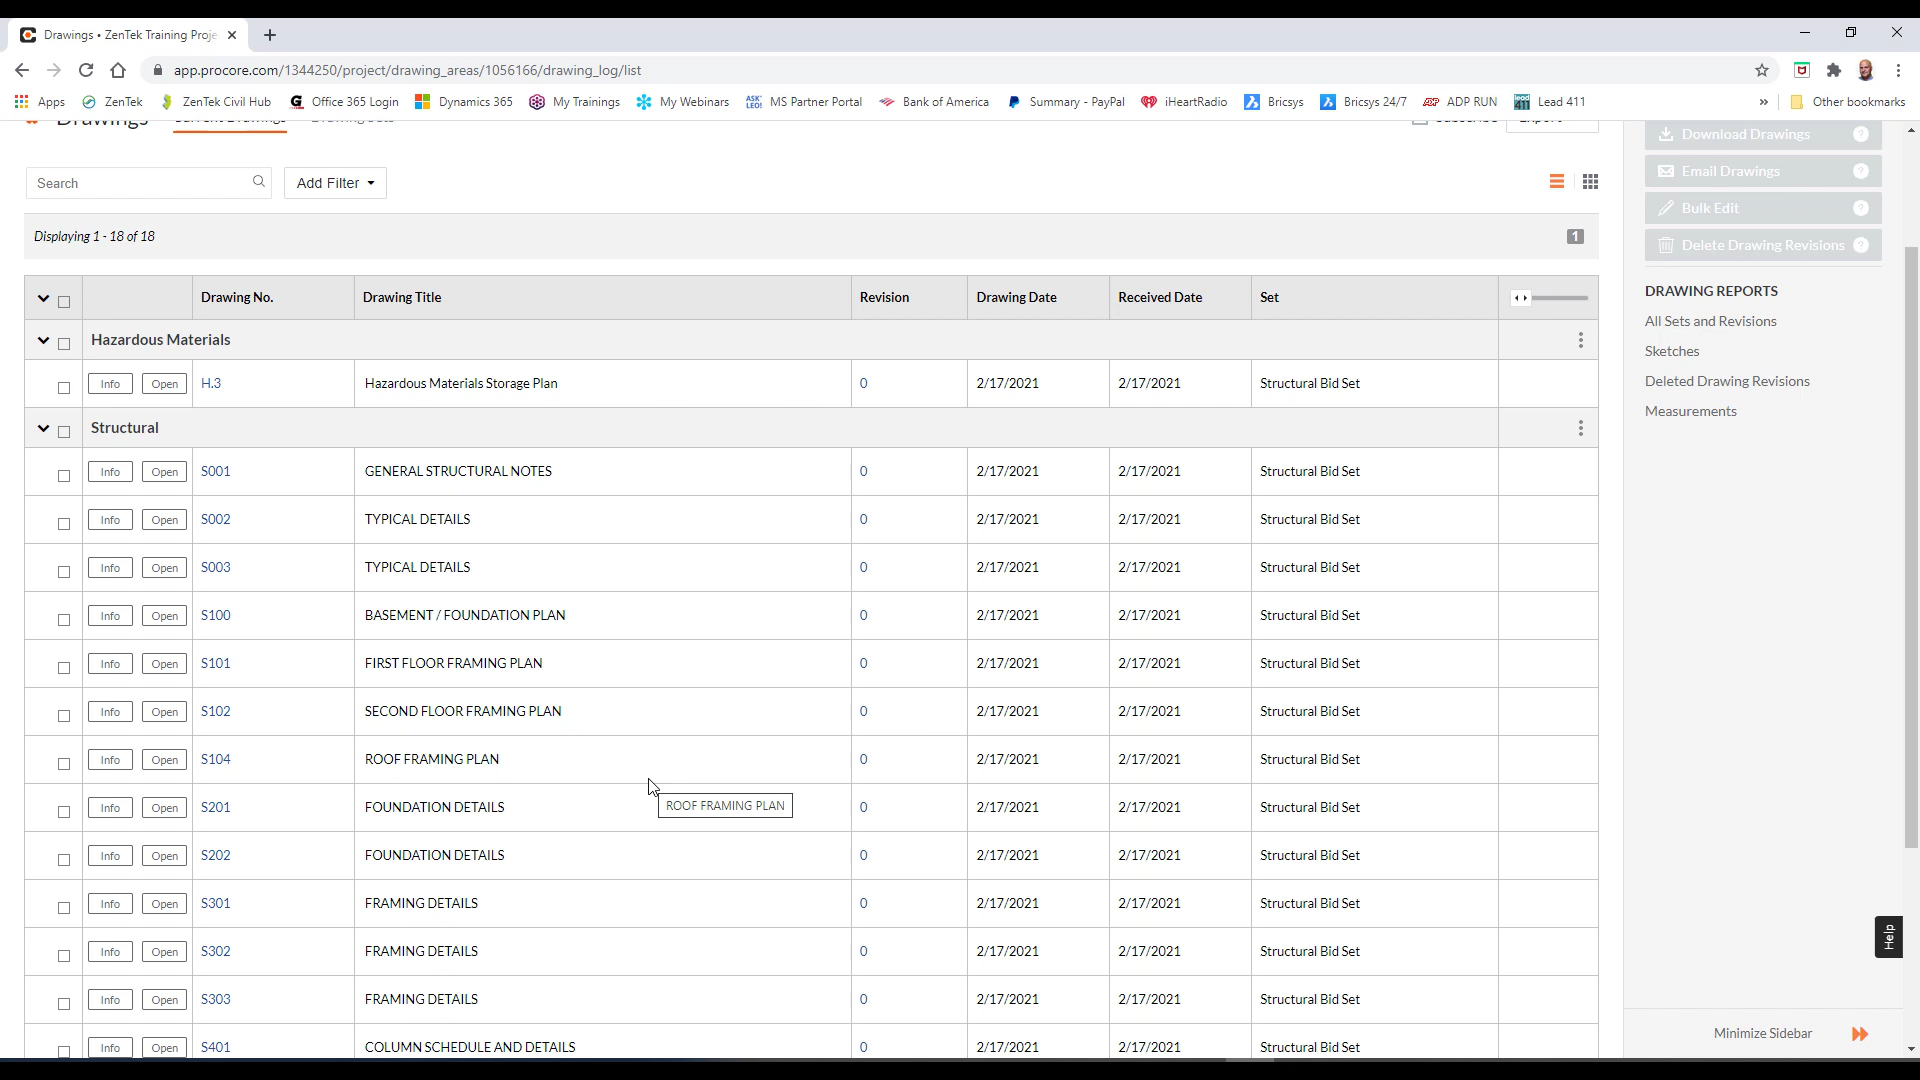 Drawings • ZenTek Training Proje
app.procore.com/1344250/project/drawing_areas/1056166/drawing_log/list
Apps ZenTek ZenTek Civil Hub Office 365 Login Dynamics 365 My Trainings My Webinars ASK LEO! MS Partner Portal Bank of America Summary - PayPal iHeartRadio Bricsys Bricsys 24/7 ADP RUN Lead 411 » Other bookmarks
Drawings Current Drawings Drawing Sets Subscribe Export
Download Drawings ?
Email Drawings ?
Bulk Edit ?
Delete Drawing Revisions ?
Search Add Filter
Displaying 1 - 18 of 18 1
Drawing No. Drawing Title Revision Drawing Date Received Date Set
Hazardous Materials
Info Open H.3 Hazardous Materials Storage Plan 0 2/17/2021 2/17/2021 Structural Bid Set
Structural
Info Open S001 GENERAL STRUCTURAL NOTES 0 2/17/2021 2/17/2021 Structural Bid Set
Info Open S002 TYPICAL DETAILS 0 2/17/2021 2/17/2021 Structural Bid Set
Info Open S003 TYPICAL DETAILS 0 2/17/2021 2/17/2021 Structural Bid Set
Info Open S100 BASEMENT / FOUNDATION PLAN 0 2/17/2021 2/17/2021 Structural Bid Set
Info Open S101 FIRST FLOOR FRAMING PLAN 0 2/17/2021 2/17/2021 Structural Bid Set
Info Open S102 SECOND FLOOR FRAMING PLAN 0 2/17/2021 2/17/2021 Structural Bid Set
Info Open S104 ROOF FRAMING PLAN 0 2/17/2021 2/17/2021 Structural Bid Set
ROOF FRAMING PLAN
Info Open S201 FOUNDATION DETAILS 0 2/17/2021 2/17/2021 Structural Bid Set
Info Open S202 FOUNDATION DETAILS 0 2/17/2021 2/17/2021 Structural Bid Set
Info Open S301 FRAMING DETAILS 0 2/17/2021 2/17/2021 Structural Bid Set
Info Open S302 FRAMING DETAILS 0 2/17/2021 2/17/2021 Structural Bid Set
Info Open S303 FRAMING DETAILS 0 2/17/2021 2/17/2021 Structural Bid Set
Info Open S401 COLUMN SCHEDULE AND DETAILS 0 2/17/2021 2/17/2021 Structural Bid Set
DRAWING REPORTS
All Sets and Revisions
Sketches
Deleted Drawing Revisions
Measurements
Help
Minimize Sidebar